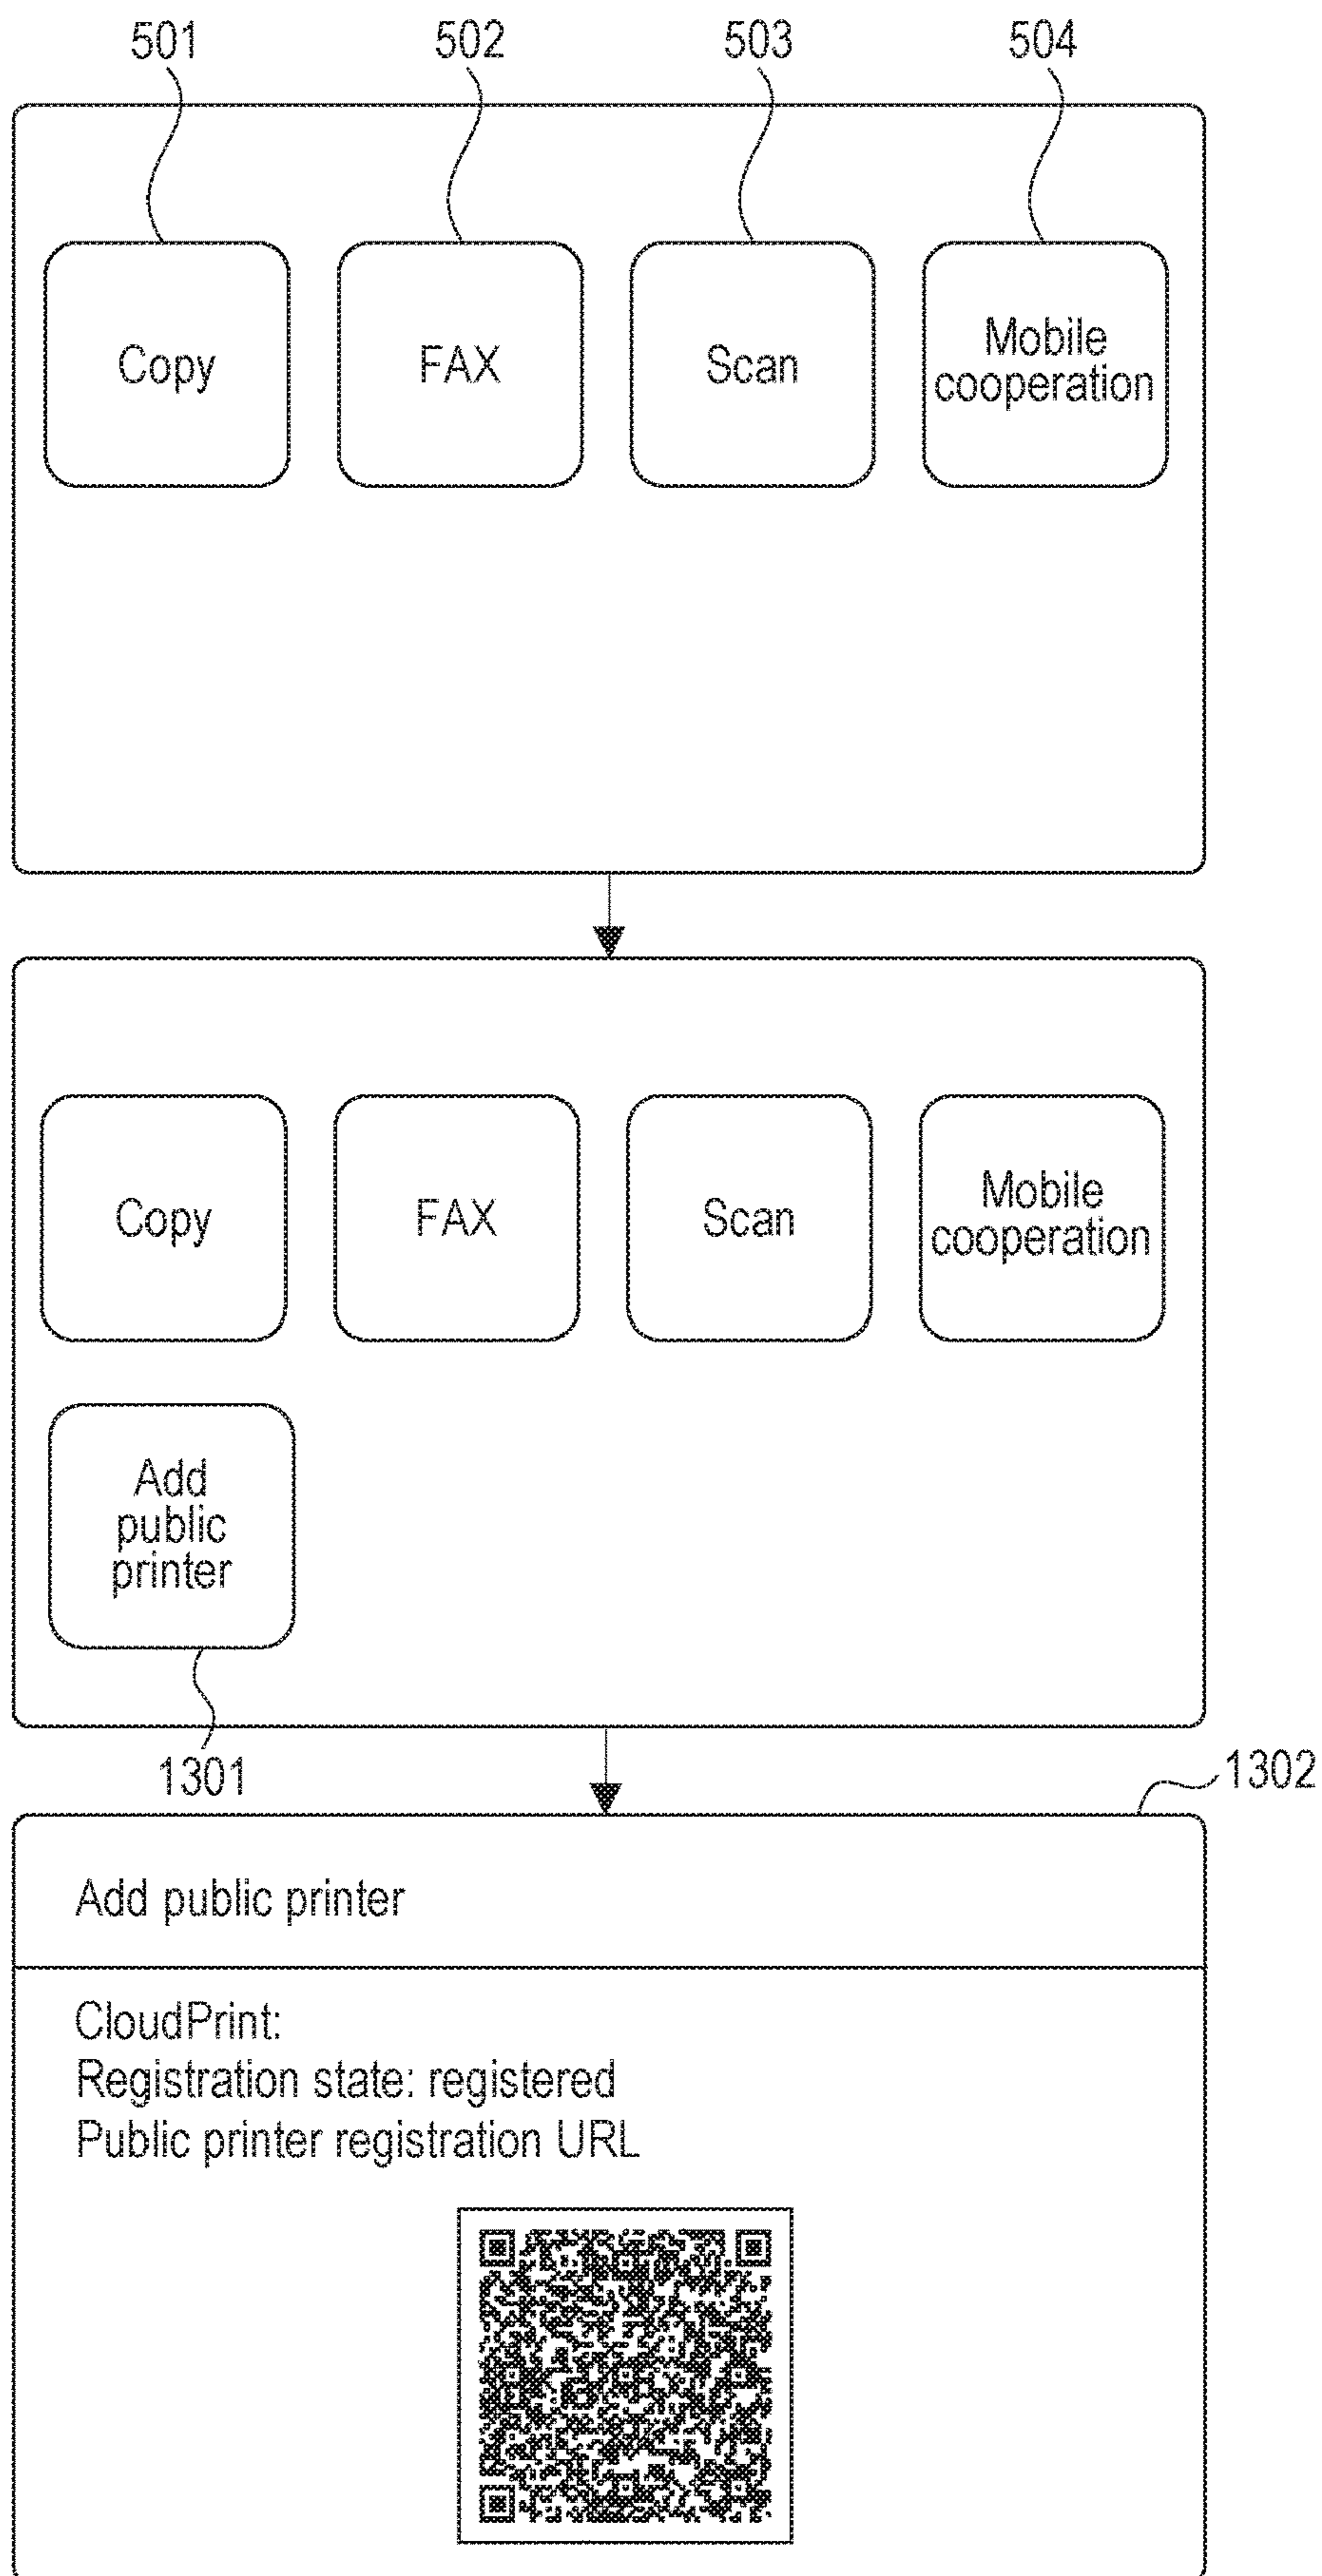 501
502
503
504
Copy
FAX
Scan
Mobile
cooperation
Copy
FAX
Scan
Mobile
cooperation
Add
public
printer
1301
1302
Add public printer
CloudPrint:
Registration state: registered
Public printer registration URL